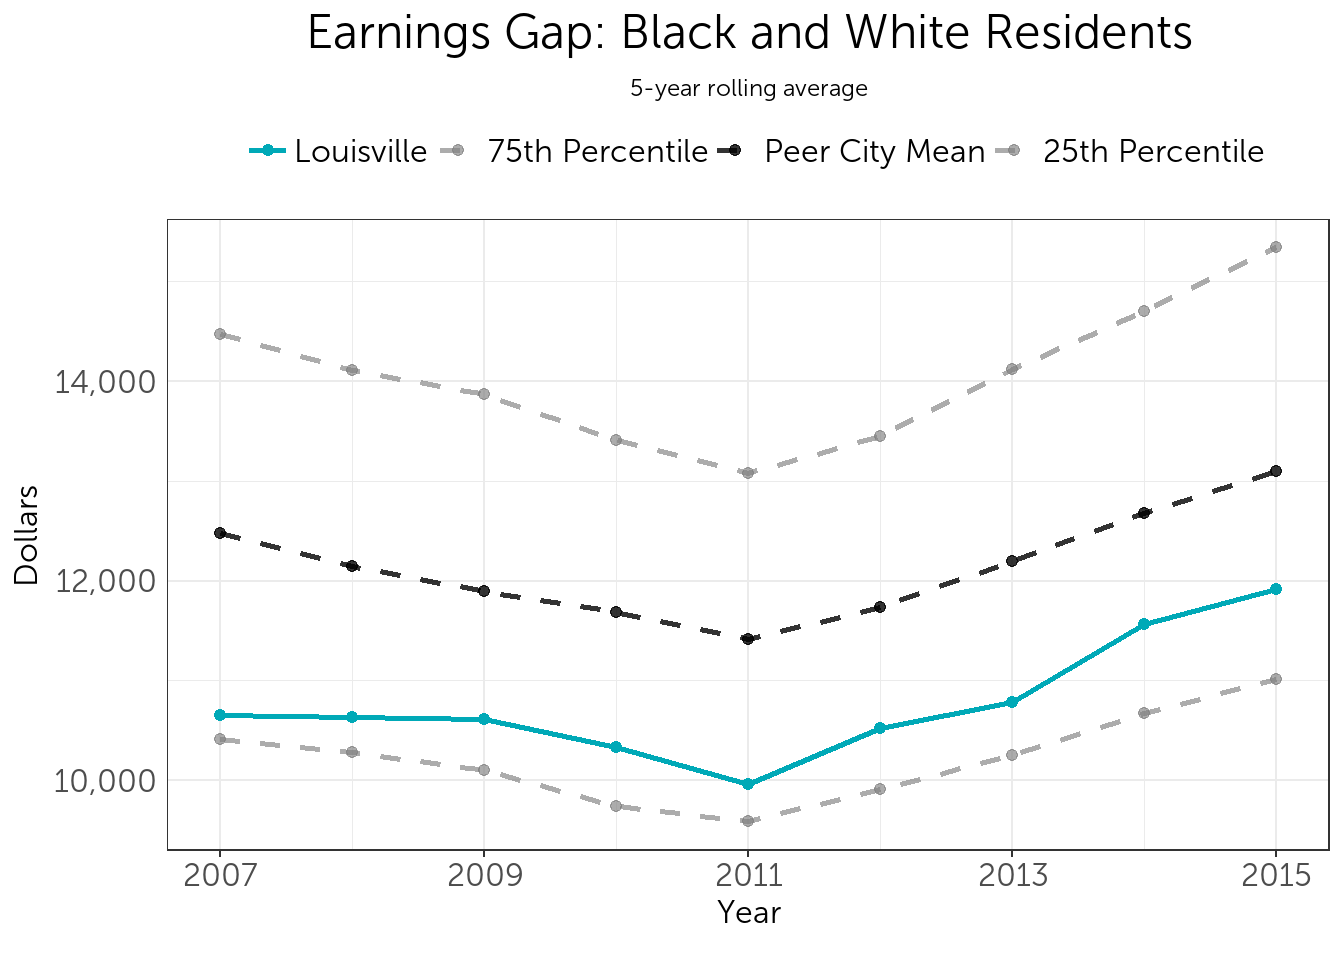 Earnings Gap: Black and White Residents
5-year rolling average
Louisville 75th Percentile Peer City Mean 25th Percentile
14,000
12,000
10,000
Dollars
2007 2009 2011 2013 2015
Year